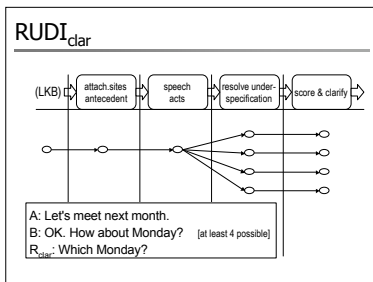 RUDIclar
(LKB)
attach.sites
antecedent
speech
acts
resolve under-
specification
score & clarify
A: Let's meet next month.
B: OK. How about Monday? [at least 4 possible]
Rclar: Which Monday?